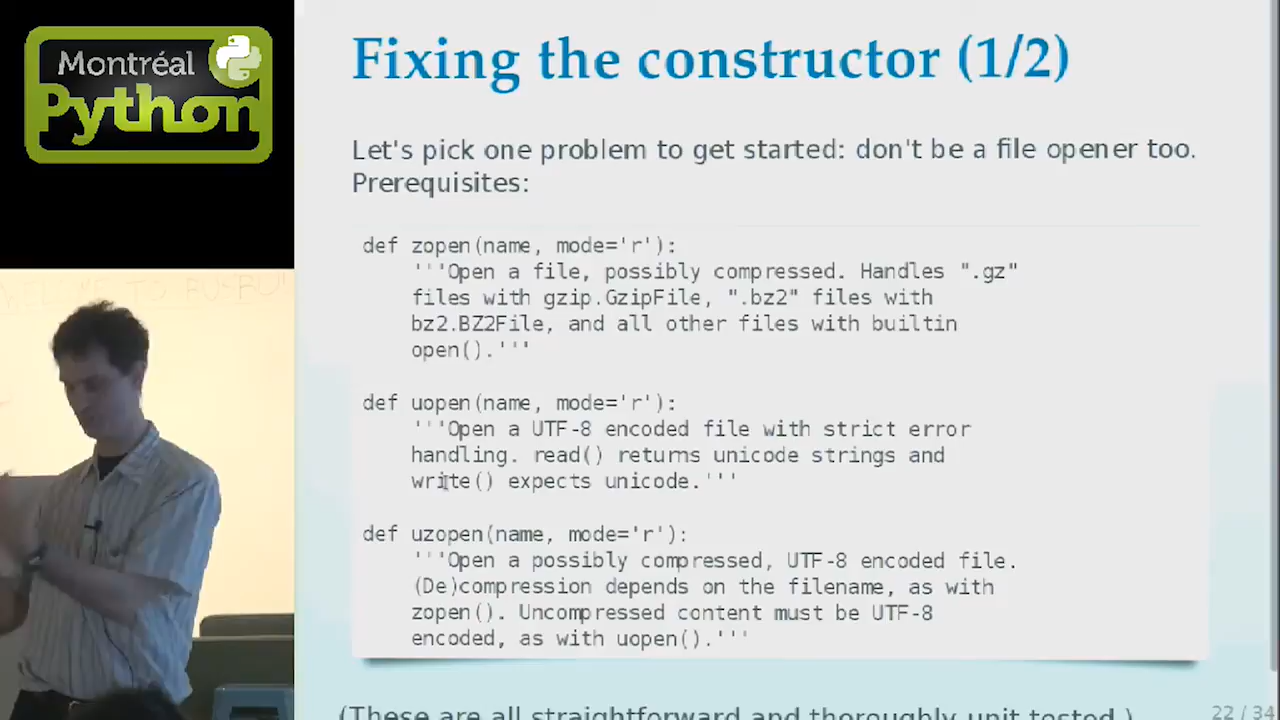 Montréal
Python
Fixing the constructor (1/2)
Let's pick one problem to get started: don't be a file opener too.
Prerequisites:
def zopen(name, mode='r'):
'''Open a file, possibly compressed. Handles ".gz"
files with gzip.GzipFile, ".bz2" files with
bz2.BZ2File, and all other files with builtin
open().'''
def uopen(name, mode='r'):
'''Open a UTF-8 encoded file with strict error
handling. read() returns unicode strings and
write() expects unicode.'''
def uzopen(name, mode='r'):
'''Open a possibly compressed, UTF-8 encoded file.
(De)compression depends on the filename, as with
zopen(). Uncompressed content must be UTF-8
encoded, as with uopen().'''
(These are all straightforward and thoroughly unit tested.)
22 / 34
WELCOME TO